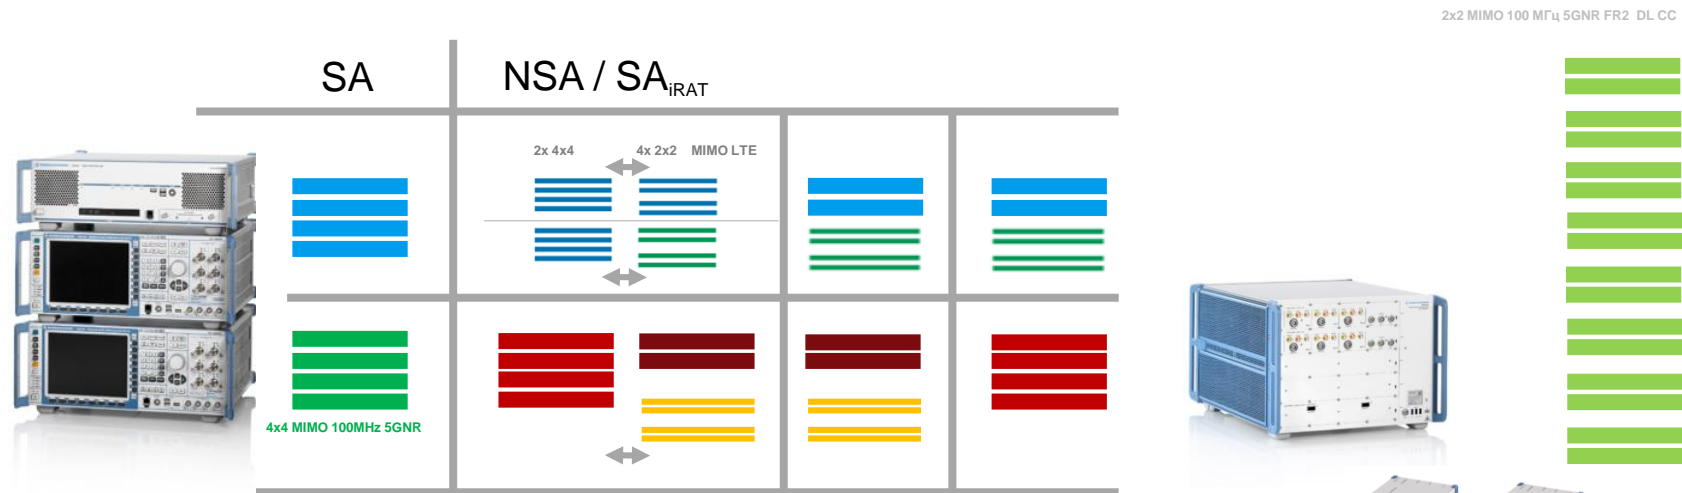 2x2 MIMO 100 МГц 5GNR FR2 DL CC
SA
NSA / SAiRAT
2x 4x4
4x 2x2 MIMO LTE
4x4 MIMO 100MHz 5GNR